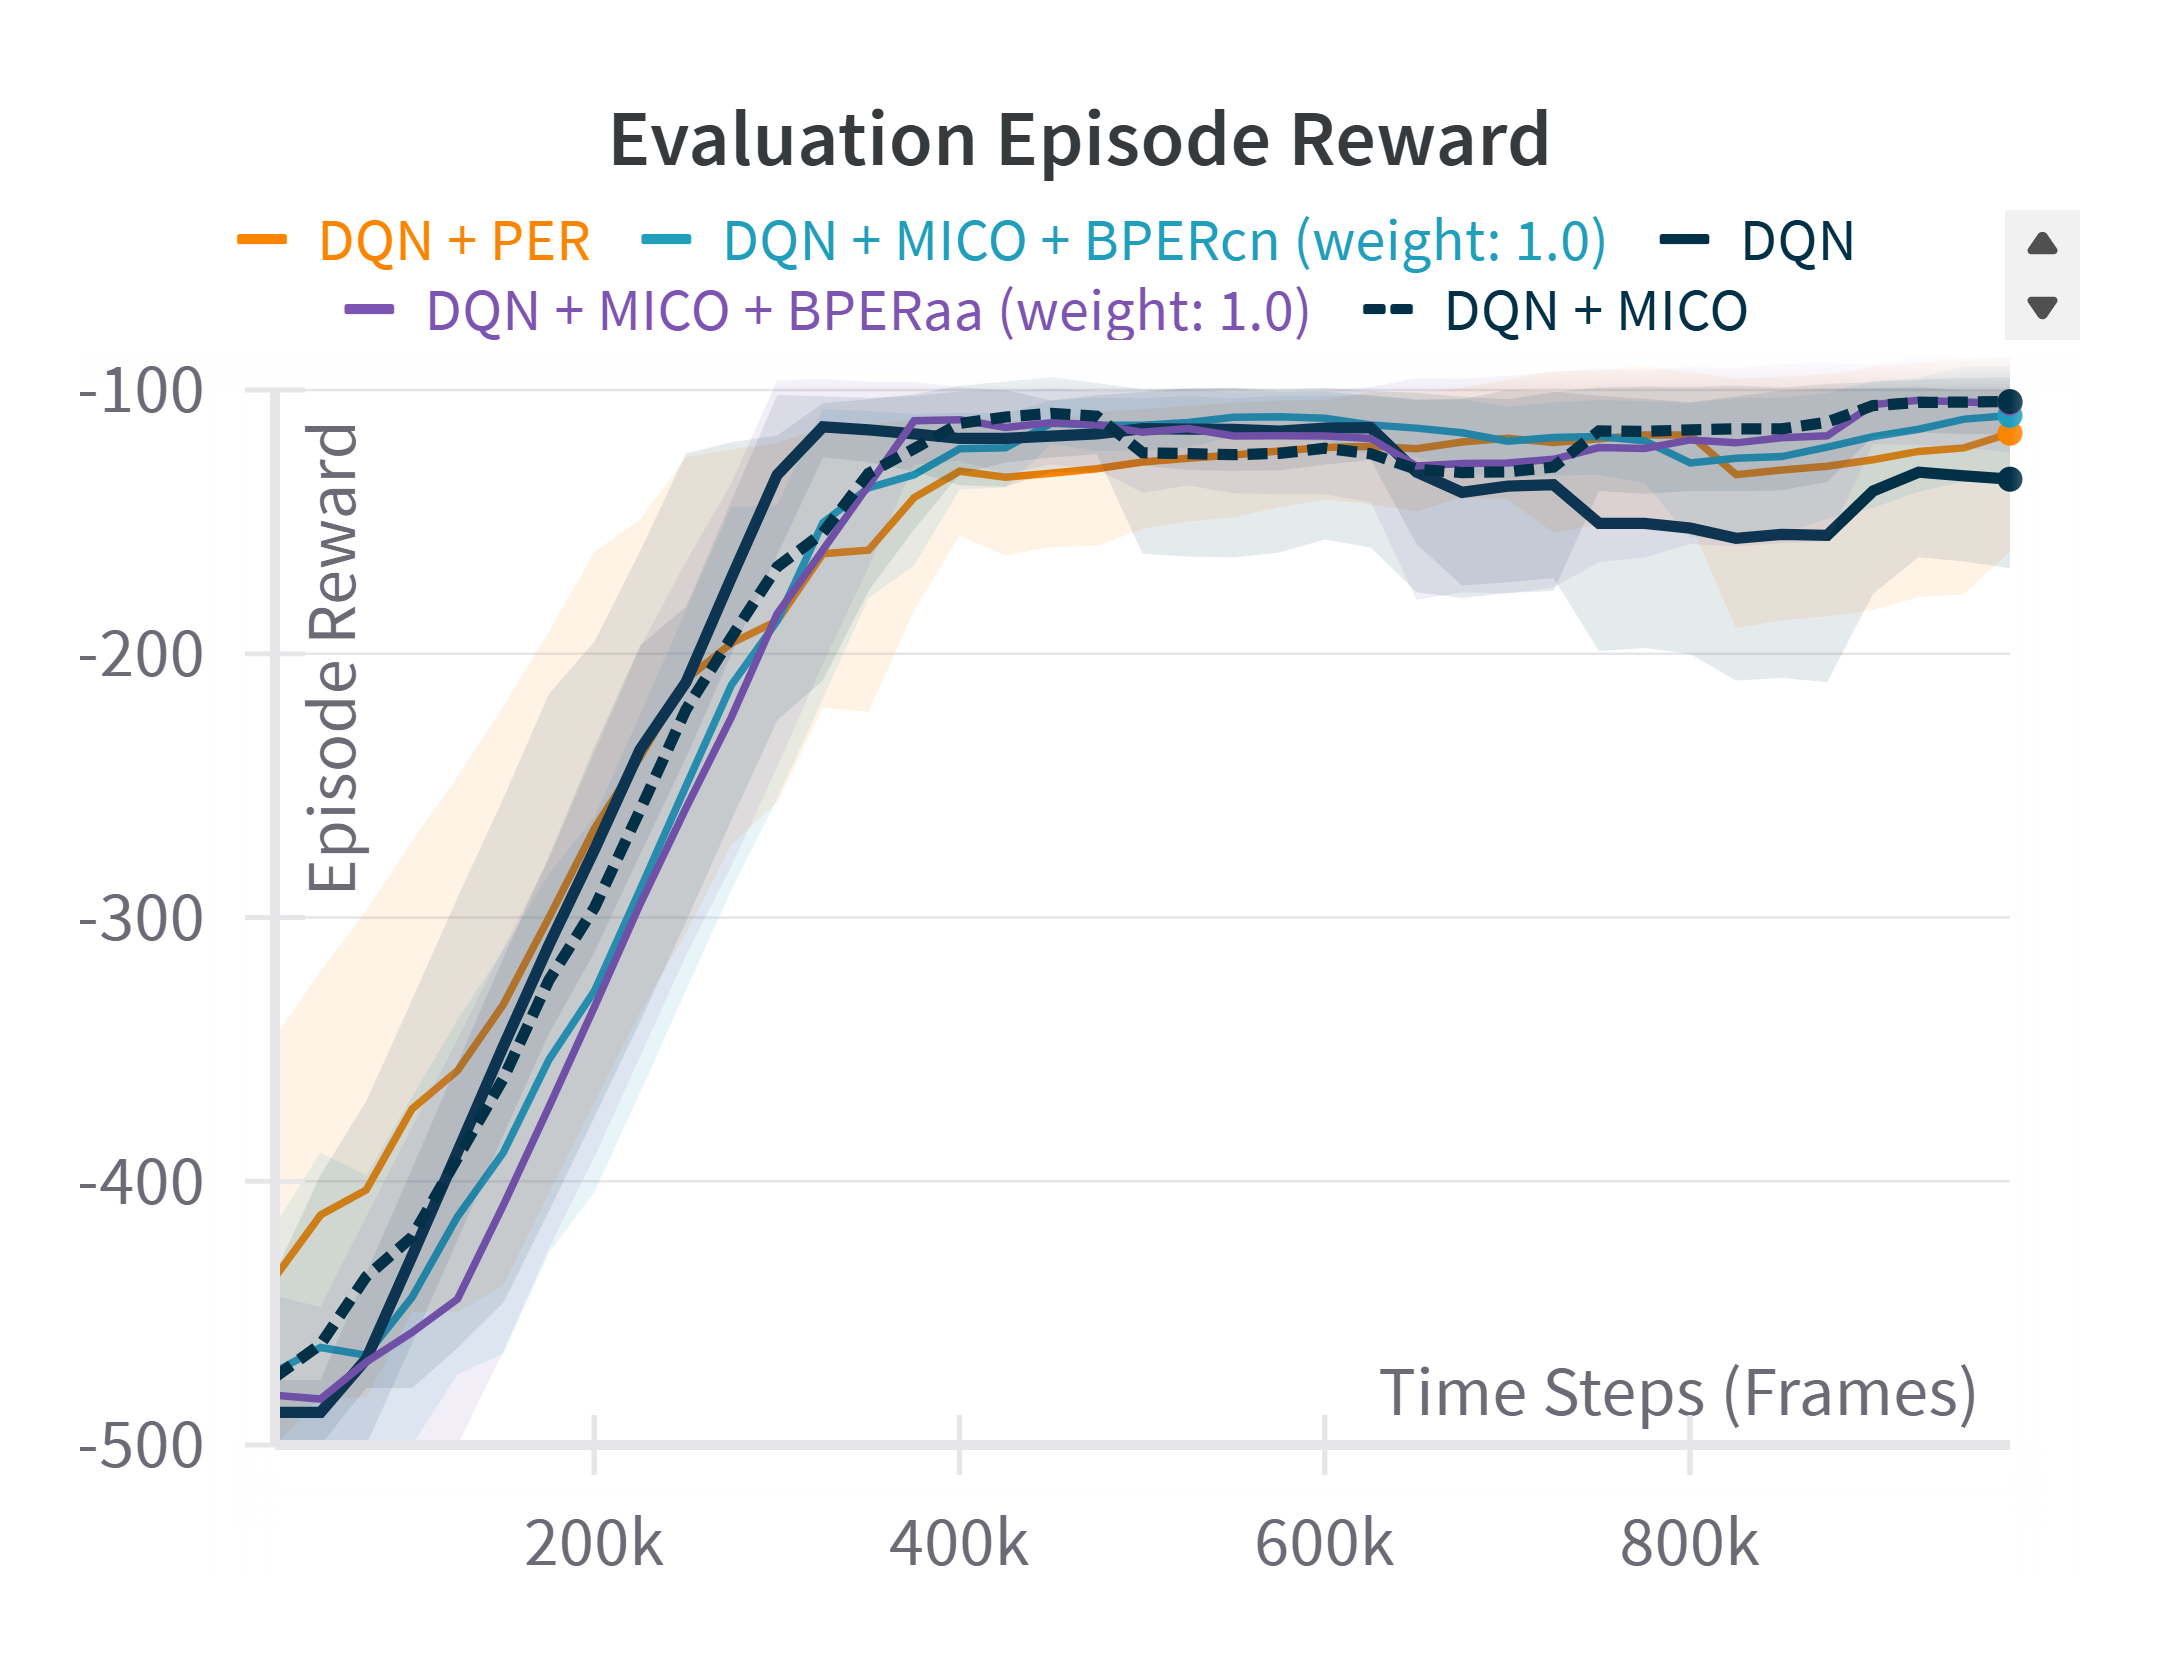 Evaluation Episode Reward
DQN + PER DQN + MICO + BPERcn (weight: 1.0) DQN
DQN + MICO + BPERaa (weight: 1.0) DQN + MICO
-100
-200
-300
-400
-500
Episode Reward
Time Steps (Frames)
200k 400k 600k 800k